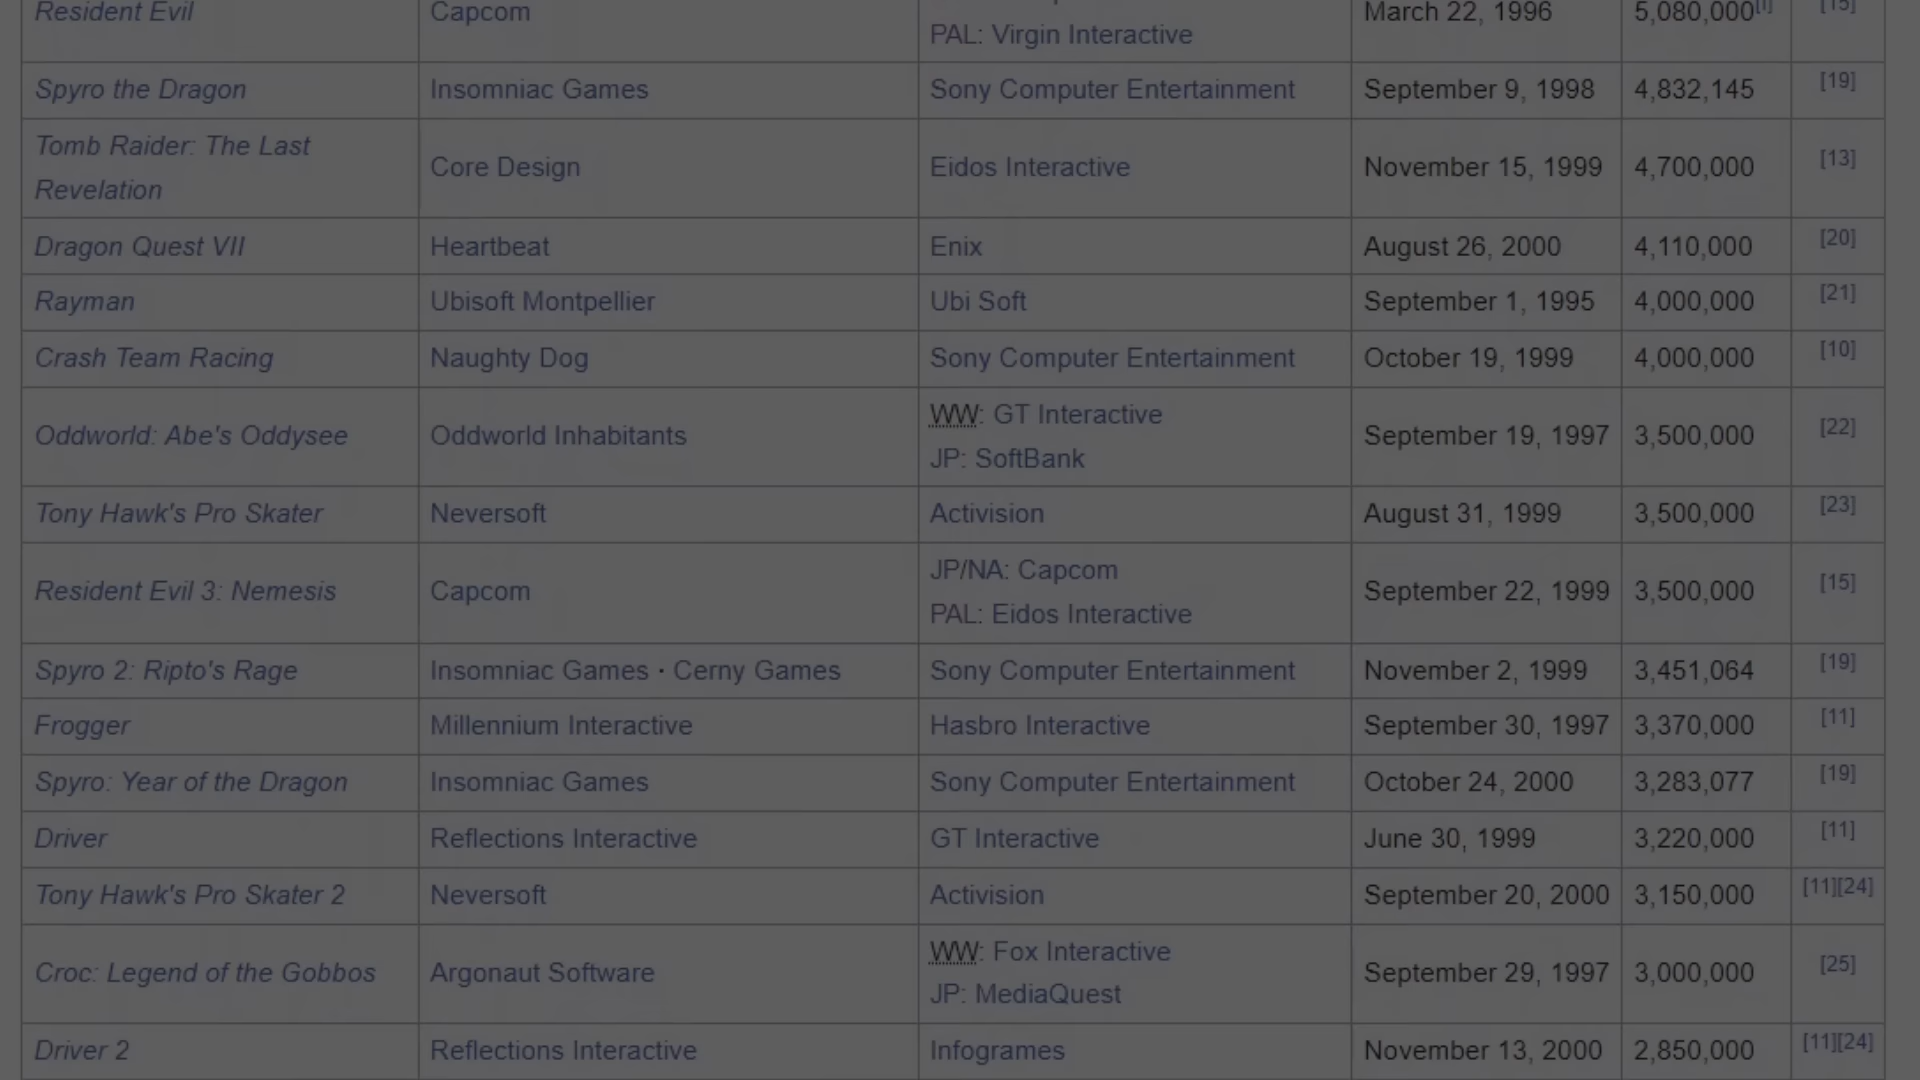 Resident Evil Capcom March 22, 1996 5,080,000
PAL: Virgin Interactive
Spyro the Dragon Insomniac Games Sony Computer Entertainment September 9, 1998 4,832,145 [19]
Tomb Raider: The Last
Revelation Core Design Eidos Interactive November 15, 1999 4,700,000 [13]
Dragon Quest VII Heartbeat Enix August 26, 2000 4,110,000 [20]
Rayman Ubisoft Montpellier Ubi Soft September 1, 1995 4,000,000 [21]
Crash Team Racing Naughty Dog Sony Computer Entertainment October 19, 1999 4,000,000 [10]
Oddworld: Abe's Oddysee Oddworld Inhabitants WW: GT Interactive
JP: SoftBank September 19, 1997 3,500,000 [22]
Tony Hawk's Pro Skater Neversoft Activision August 31, 1999 3,500,000 [23]
Resident Evil 3: Nemesis Capcom JP/NA: Capcom
PAL: Eidos Interactive September 22, 1999 3,500,000 [15]
Spyro 2: Ripto's Rage Insomniac Games · Cerny Games Sony Computer Entertainment November 2, 1999 3,451,064 [19]
Frogger Millennium Interactive Hasbro Interactive September 30, 1997 3,370,000 [11]
Spyro: Year of the Dragon Insomniac Games Sony Computer Entertainment October 24, 2000 3,283,077 [19]
Driver Reflections Interactive GT Interactive June 30, 1999 3,220,000 [11]
Tony Hawk's Pro Skater 2 Neversoft Activision September 20, 2000 3,150,000 [11][24]
Croc: Legend of the Gobbos Argonaut Software WW: Fox Interactive
JP: MediaQuest September 29, 1997 3,000,000 [25]
Driver 2 Reflections Interactive Infogrames November 13, 2000 2,850,000 [11][24]